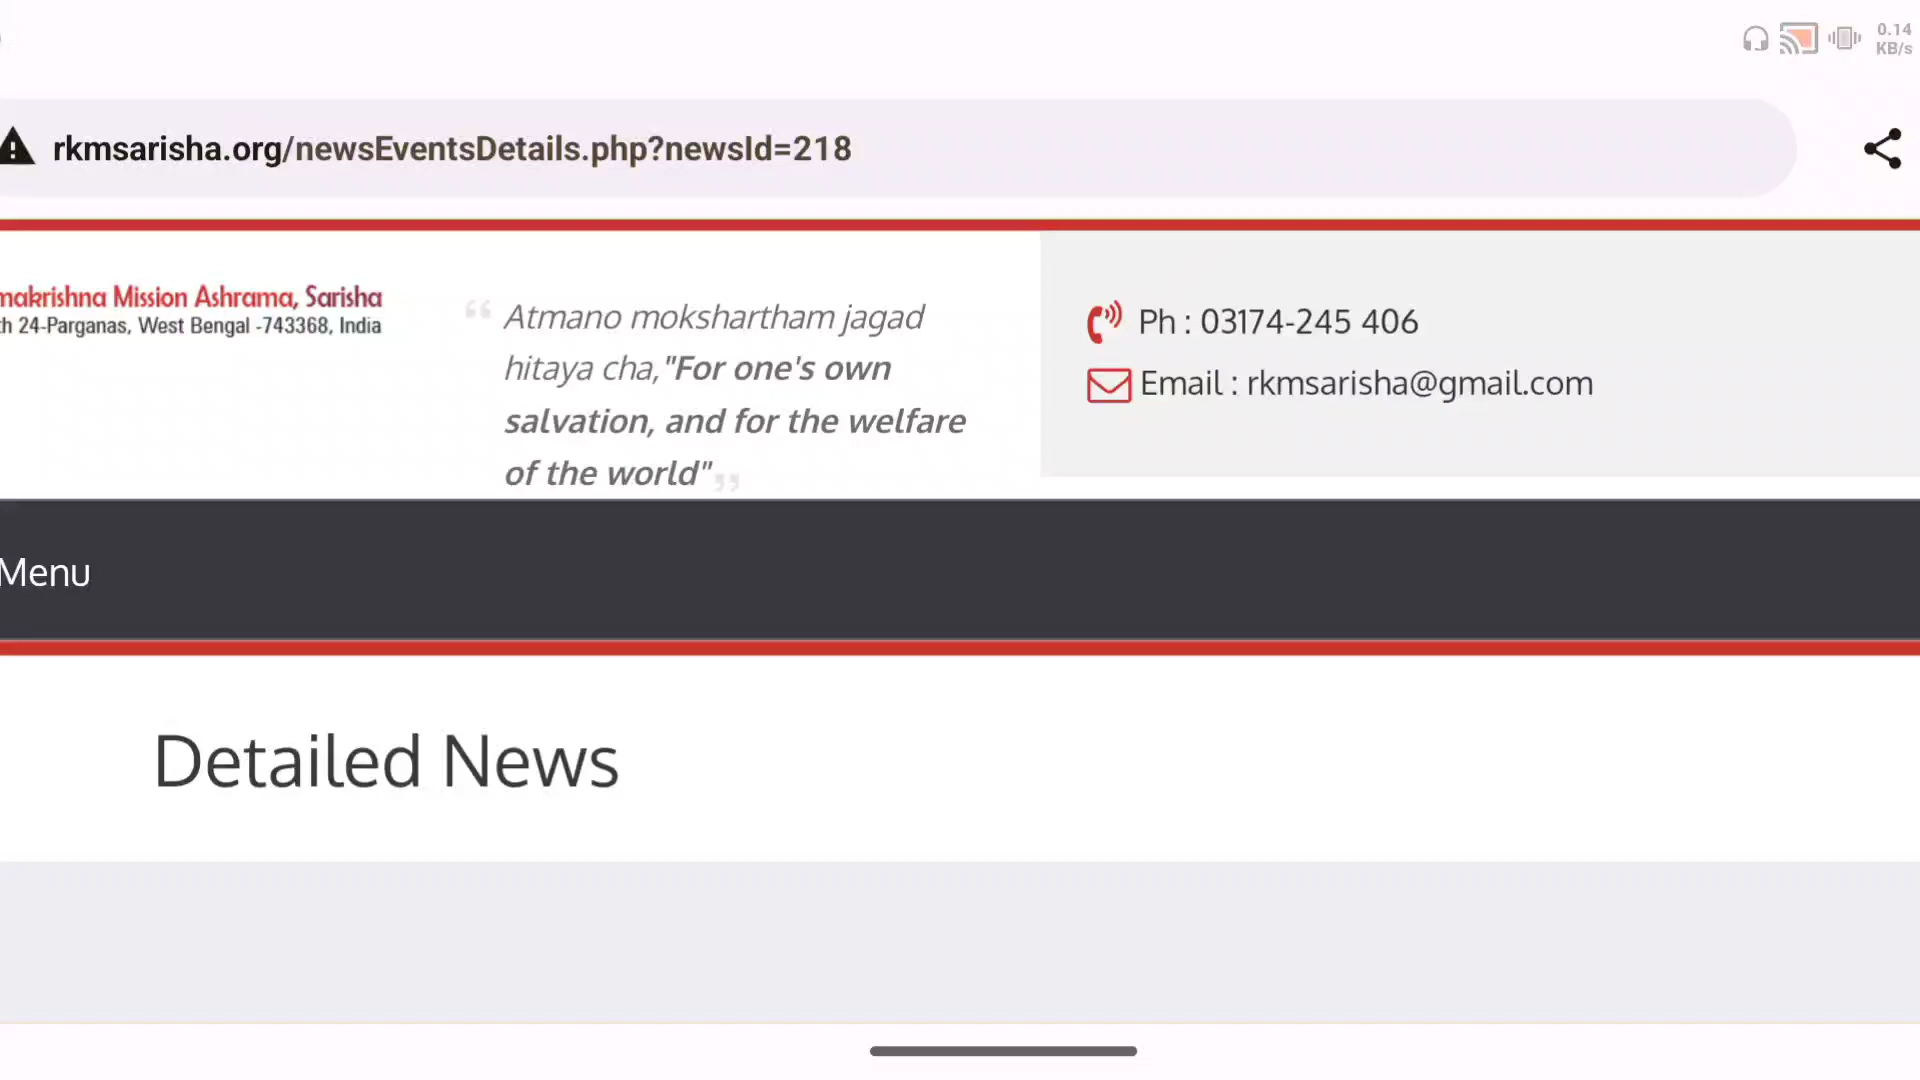 0.14
KB/s
rkmsarisha.org/newsEventsDetails.php?newsId=218
makrishna Mission Ashrama, Sarisha
th 24-Parganas, West Bengal -743368, India
“ Atmano mokshartham jagad
hitaya cha,"For one's own
salvation, and for the welfare
of the world" ”
Ph : 03174-245 406
Email : rkmsarisha@gmail.com
Menu
Detailed News